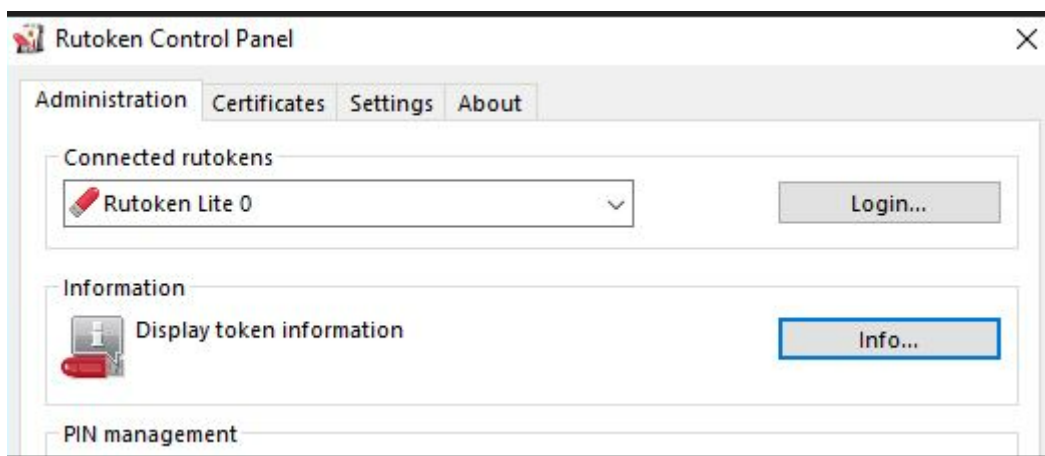 Rutoken Control Panel
Administration Certificates Settings About
Connected rutokens
Rutoken Lite 0 Login...
Information
Display token information Info...
PIN management